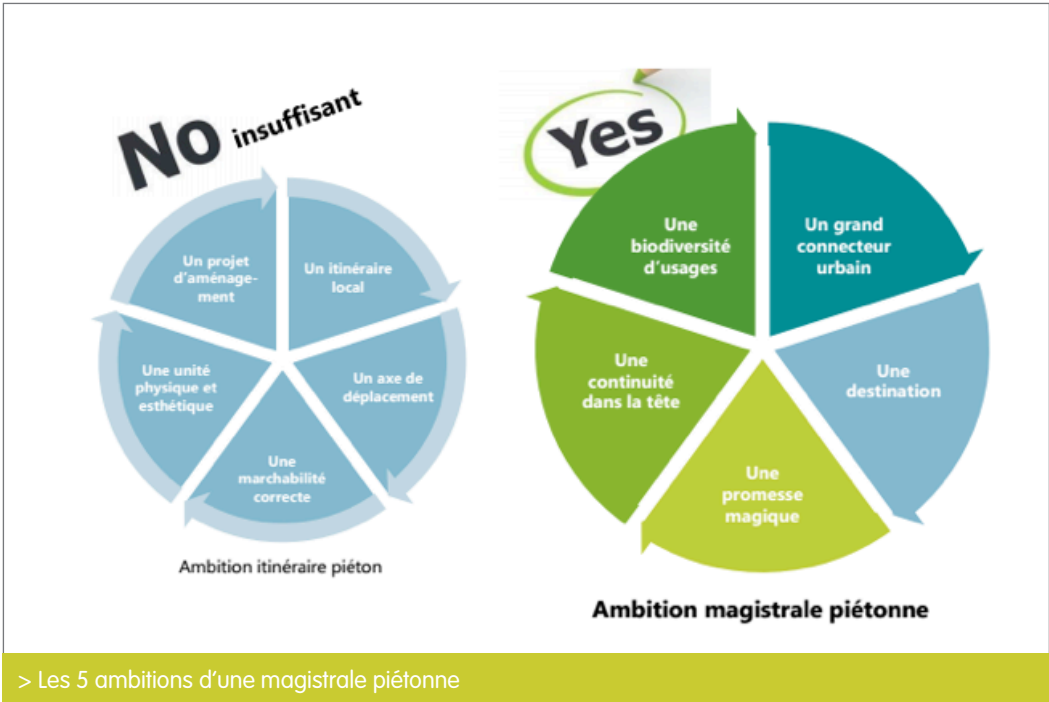 No insuffisant
Un projet
d'aménage-
ment
Un itinéraire
local
Un axe de
déplacement
Une
marchabilité
correcte
Une unité
physique et
esthétique
Ambition itinéraire piéton
Yes
Une
biodiversité
d'usages
Un grand
connecteur
urbain
Une
destination
Une
promesse
magique
Une
continuité
dans la tête
Ambition magistrale piétonne
> Les 5 ambitions d'une magistrale piétonne